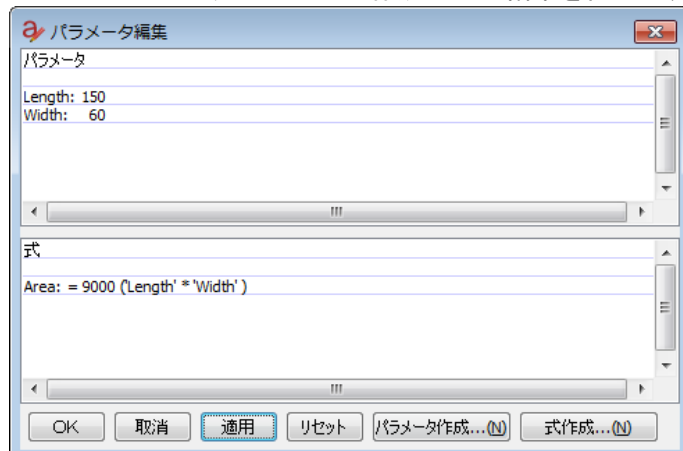 パラメータ編集
パラメータ
Length: 150
Width: 60
式
Area: = 9000 ('Length' * 'Width' )
OK 取消 適用 リセット パラメータ作成...(N) 式作成...(N)